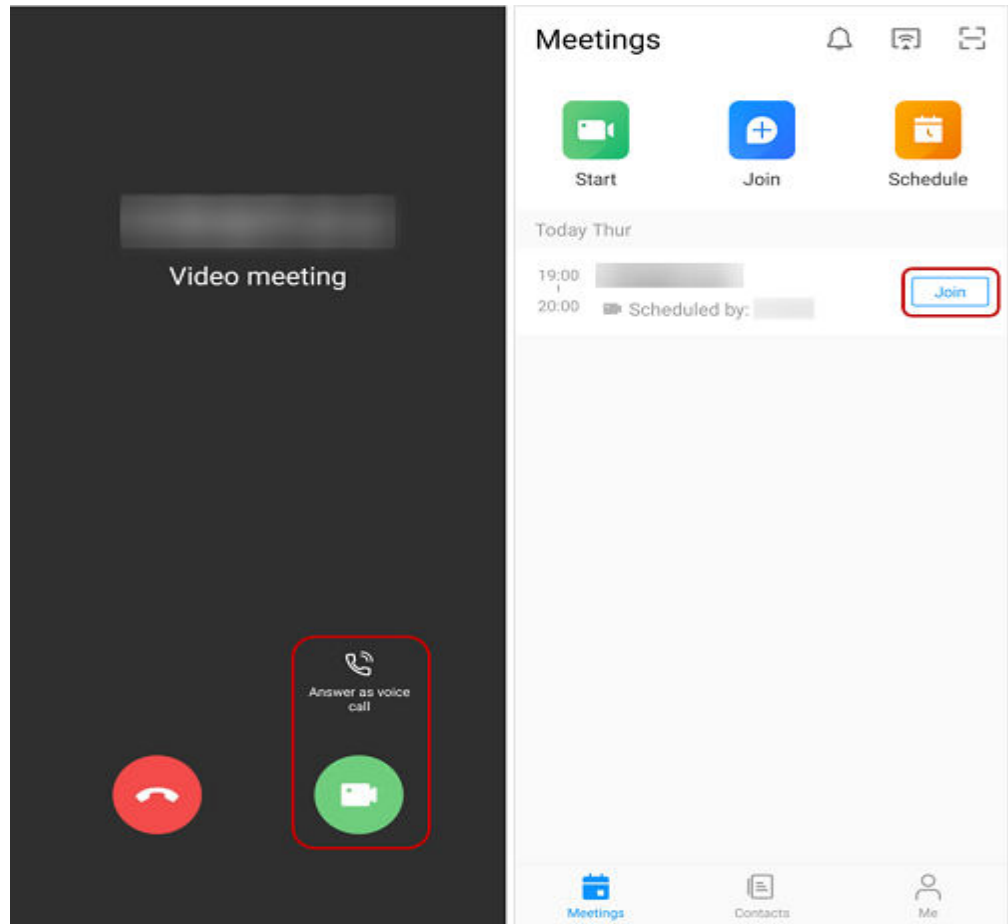 Video meeting
Answer as voice
call
Meetings
Start
Join
Schedule
Today Thur
19:00
20:00
Scheduled by:
Join
Meetings
Contacts
Me